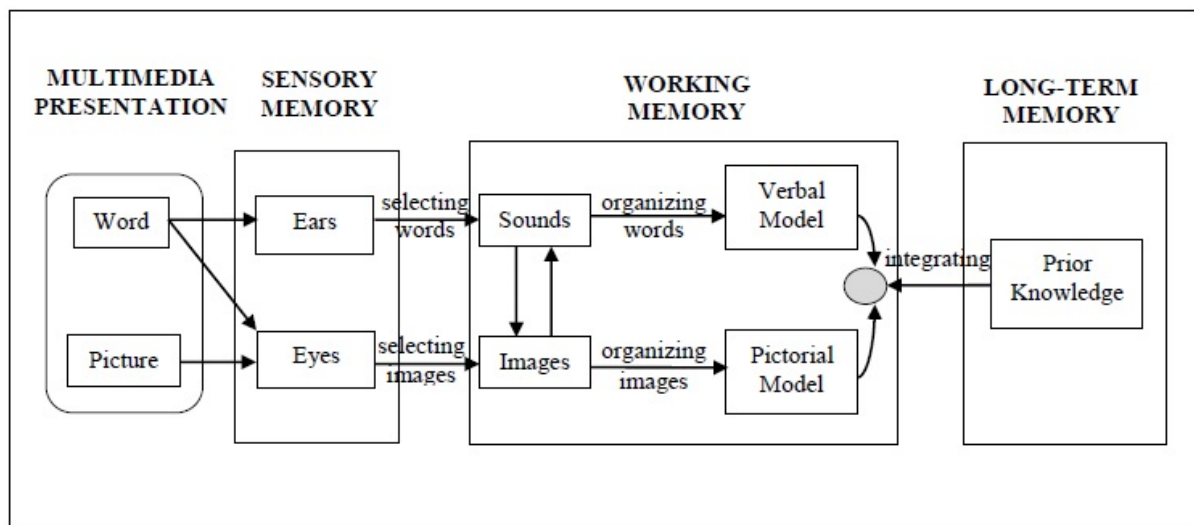 MULTIMEDIA
PRESENTATION
SENSORY
MEMORY
WORKING
MEMORY
LONG-TERM
MEMORY
Word
Picture
Ears
Eyes
selecting
words
selecting
images
Sounds
Images
organizing
words
organizing
images
Verbal
Model
Pictorial
Model
integrating
Prior
Knowledge